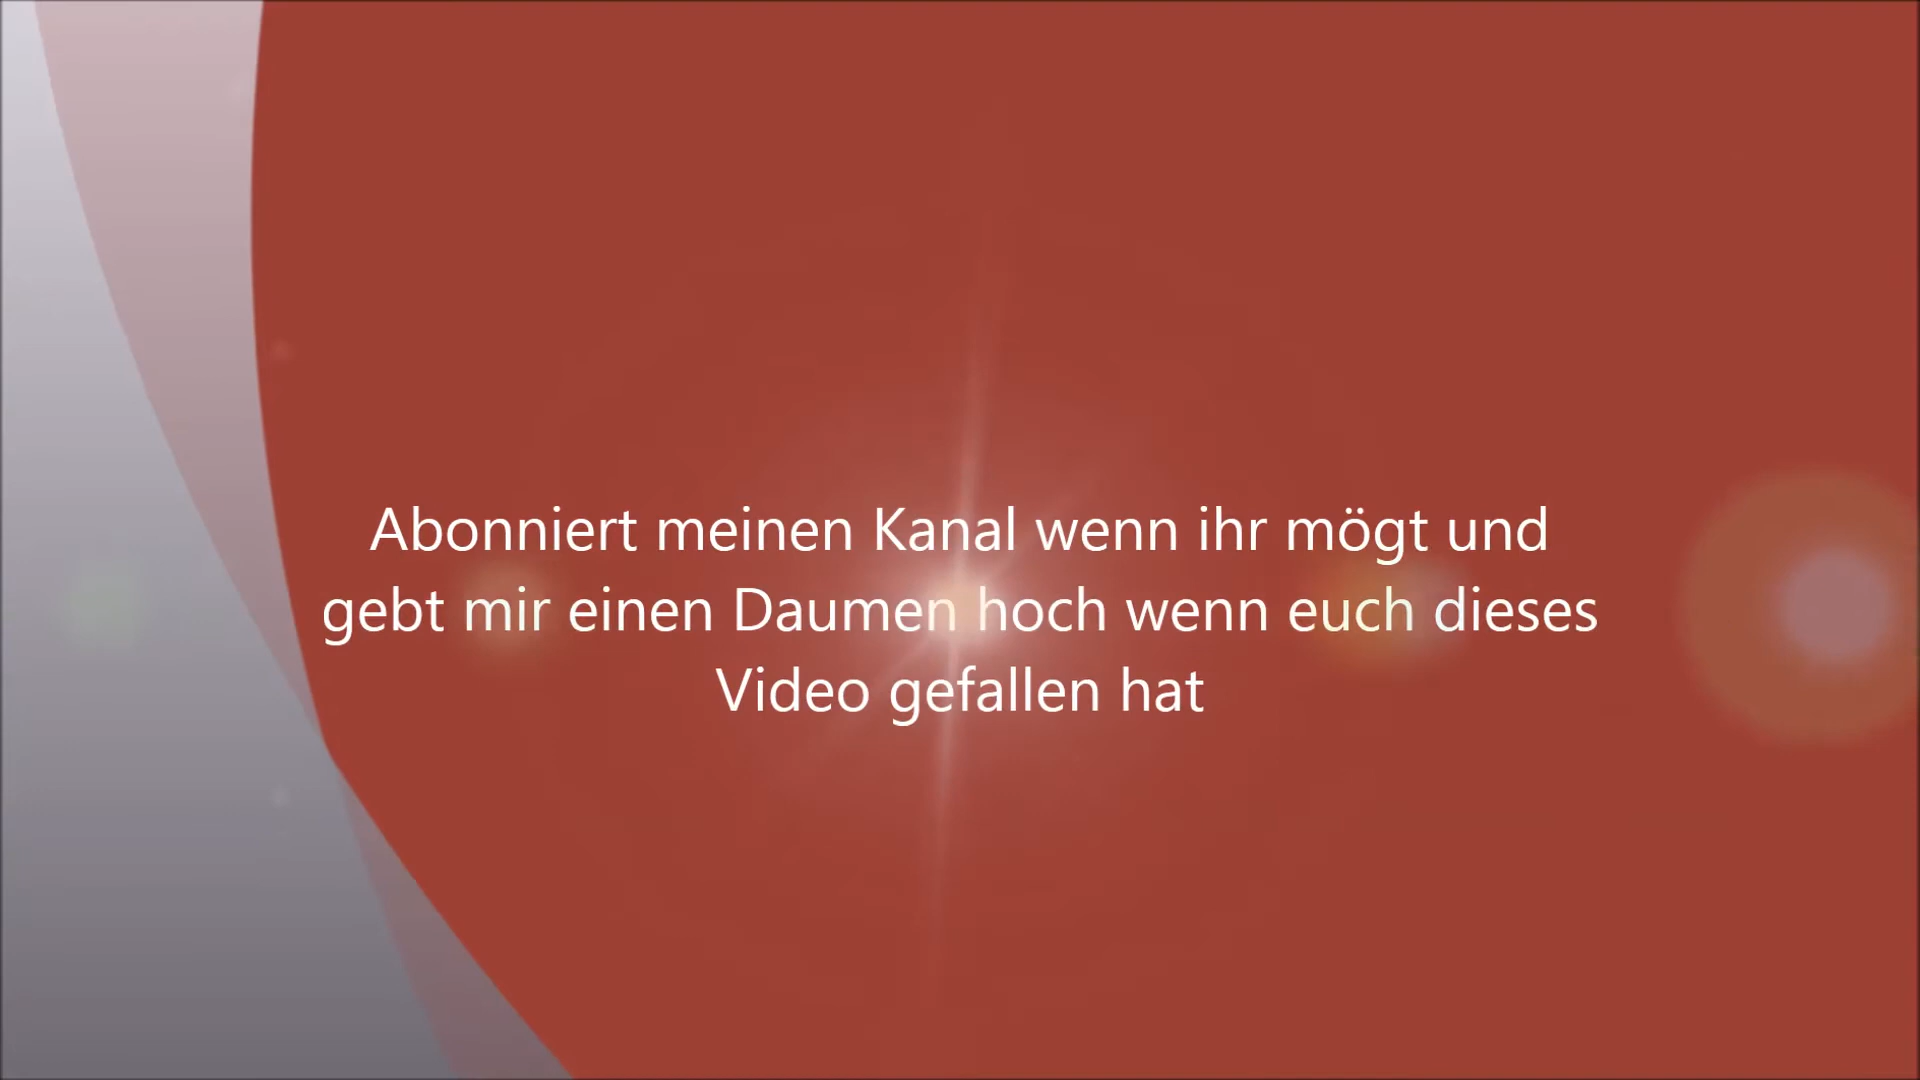 Abonniert meinen Kanal wenn ihr mögt und
gebt mir einen Daumen hoch wenn euch dieses
Video gefallen hat